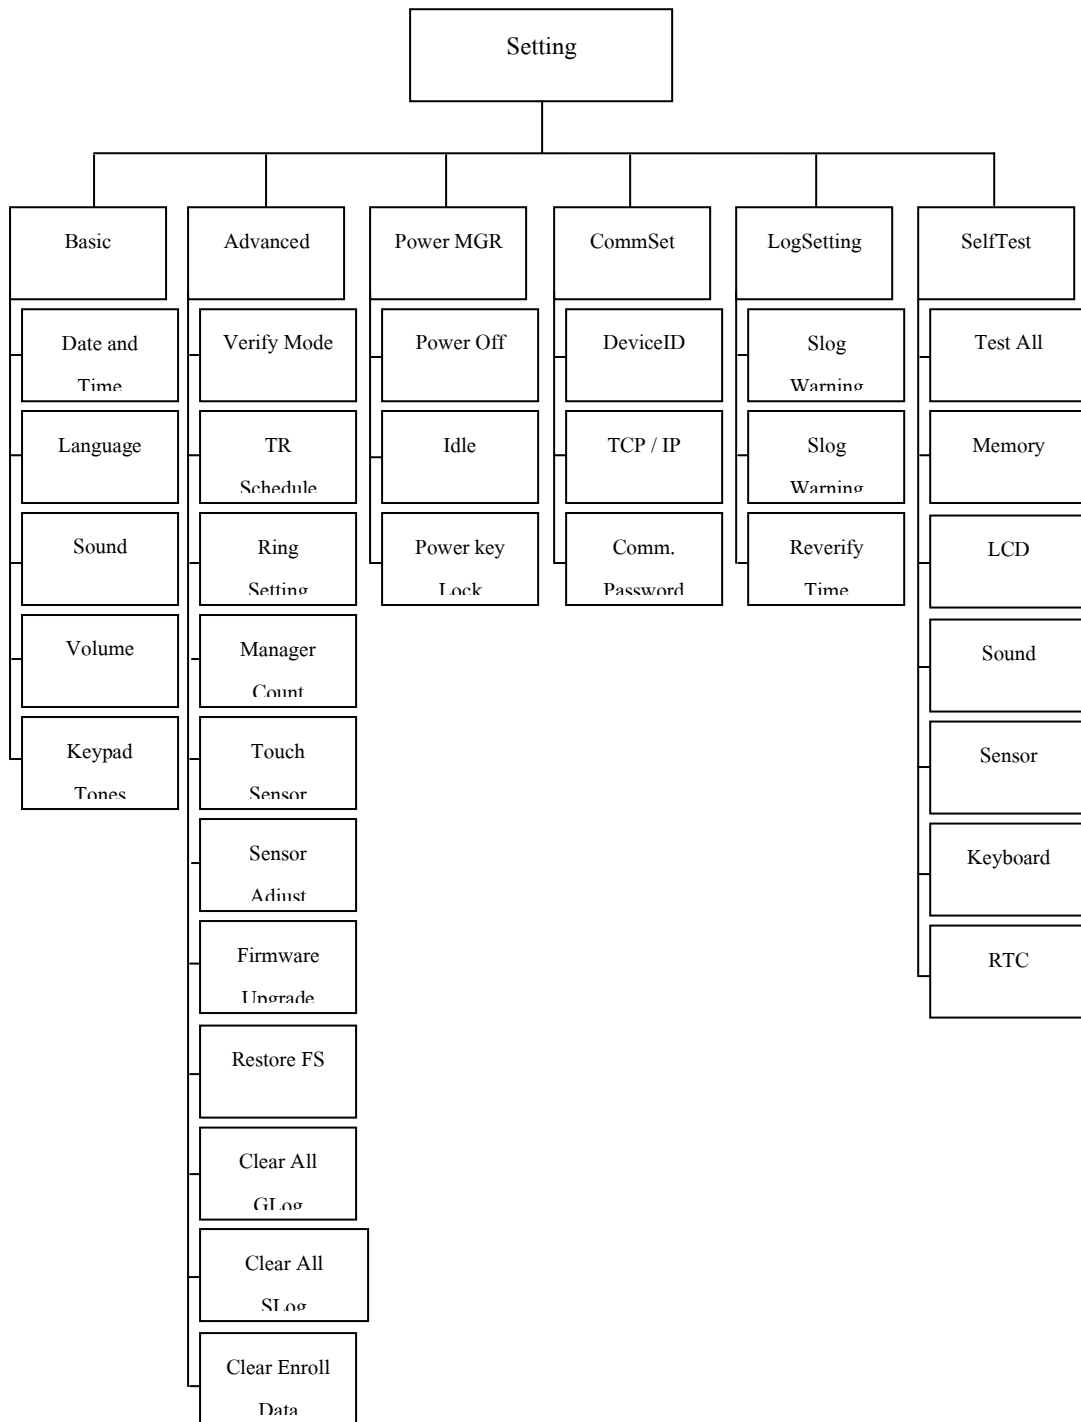 Setting
Basic
Date and
Time
Language
Sound
Volume
Keypad
Tones
Advanced
Verify Mode
TR
Schedule
Ring
Setting
Manager
Count
Touch
Sensor
Sensor
Adjust
Firmware
Upgrade
Restore FS
Clear All
GLog
Clear All
SLog
Clear Enroll
Data
Power MGR
Power Off
Idle
Power key
Lock
CommSet
DeviceID
TCP / IP
Comm.
Password
LogSetting
Slog
Warning
Slog
Warning
Reverify
Time
SelfTest
Test All
Memory
LCD
Sound
Sensor
Keyboard
RTC